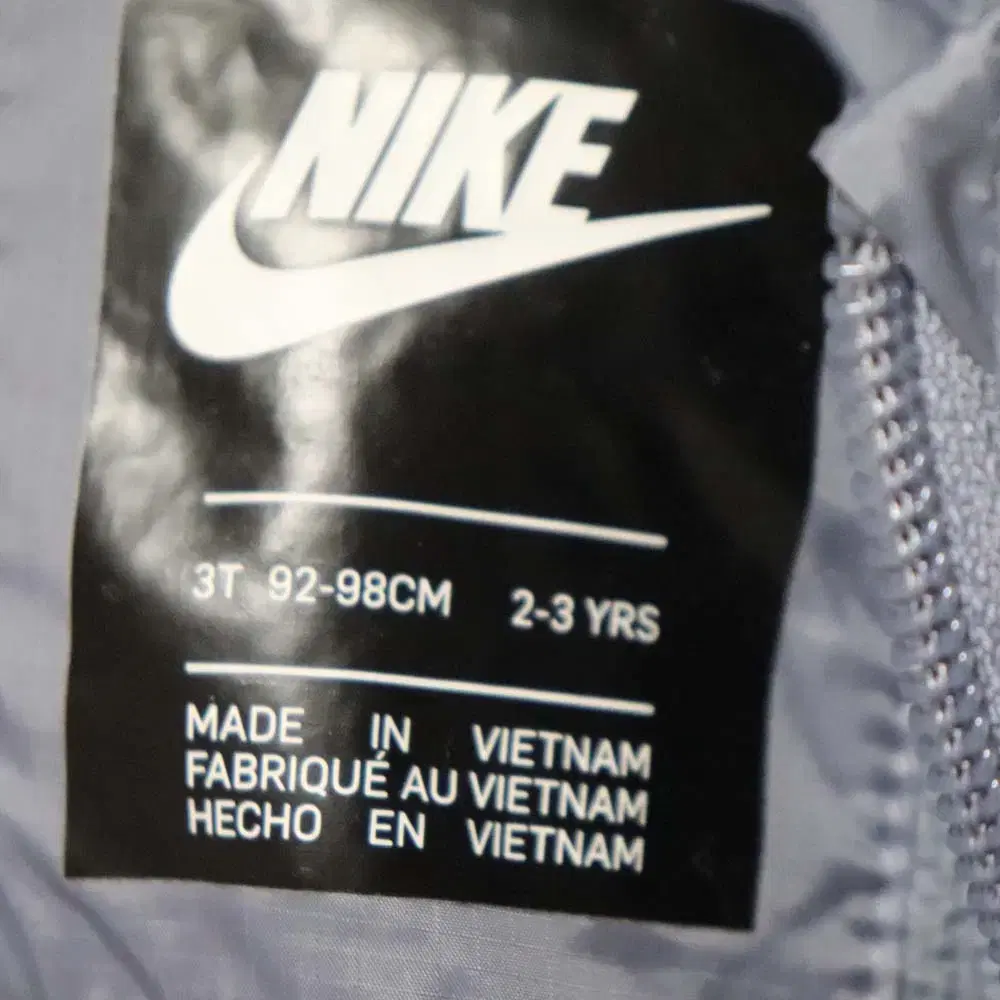 NIKE
3T 92-98CM 2-3 YRS
MADE IN VIETNAM
FABRIQUÉ AU VIETNAM
HECHO EN VIETNAM